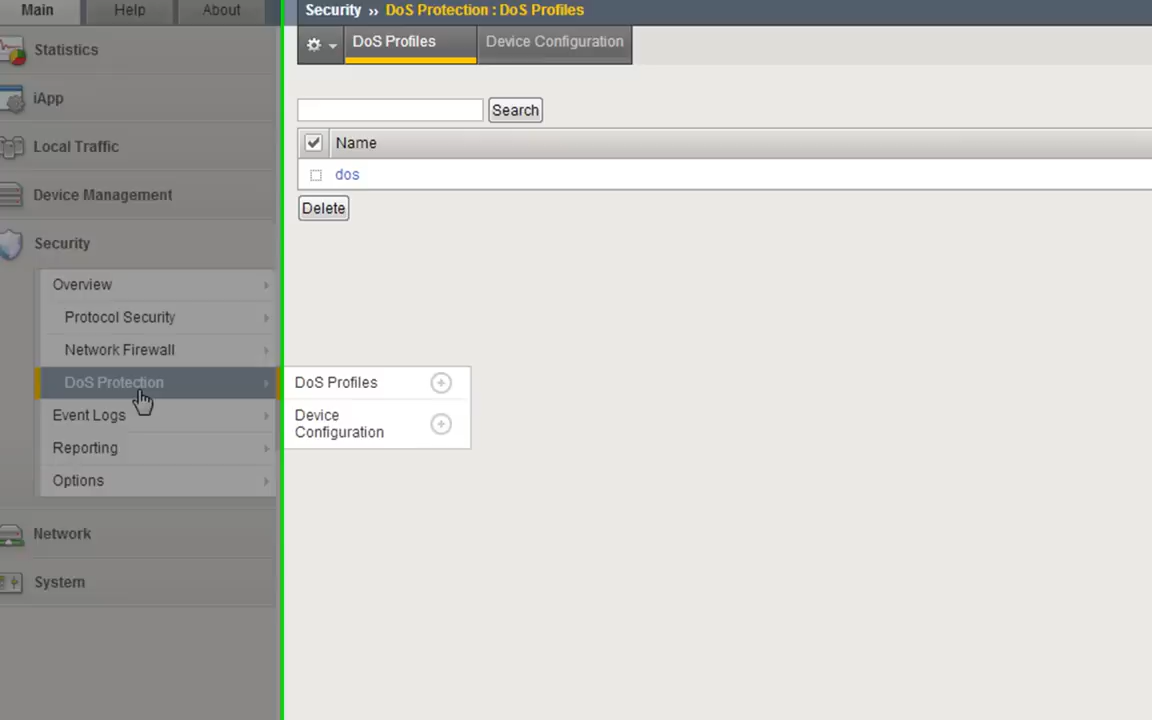 Main
Help
About
Statistics
iApp
Local Traffic
Device Management
Security
Overview
Protocol Security
Network Firewall
DoS Protection
Event Logs
Reporting
Options
Network
System
Security ›› DoS Protection : DoS Profiles
DoS Profiles
Device Configuration
Search
Name
dos
Delete
DoS Profiles
Device
Configuration